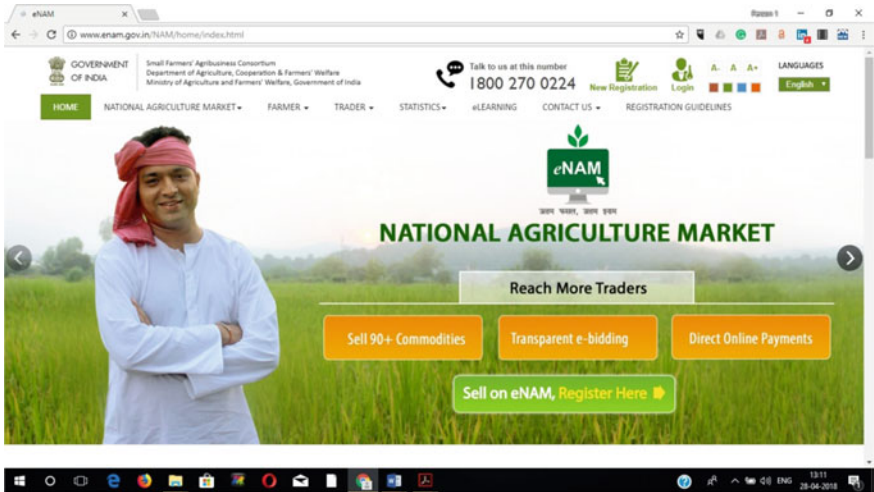 eNAM
www.enam.gov.in/NAM/home/index.html
GOVERNMENT
OF INDIA
Small Farmers' Agribusiness Consortium
Department of Agriculture, Cooperation & Farmers' Welfare
Ministry of Agriculture and Farmers' Welfare, Government of India
Talk to us at this number
1800 270 0224
New Registration
Login
A- A A+
LANGUAGES
English
HOME NATIONAL AGRICULTURE MARKET FARMER TRADER STATISTICS eLEARNING CONTACT US REGISTRATION GUIDELINES
eNAM
NATIONAL AGRICULTURE MARKET
Reach More Traders
Sell 90+ Commodities Transparent e-bidding Direct Online Payments
Sell on eNAM, Register Here
ENG
13:11
28-04-2018